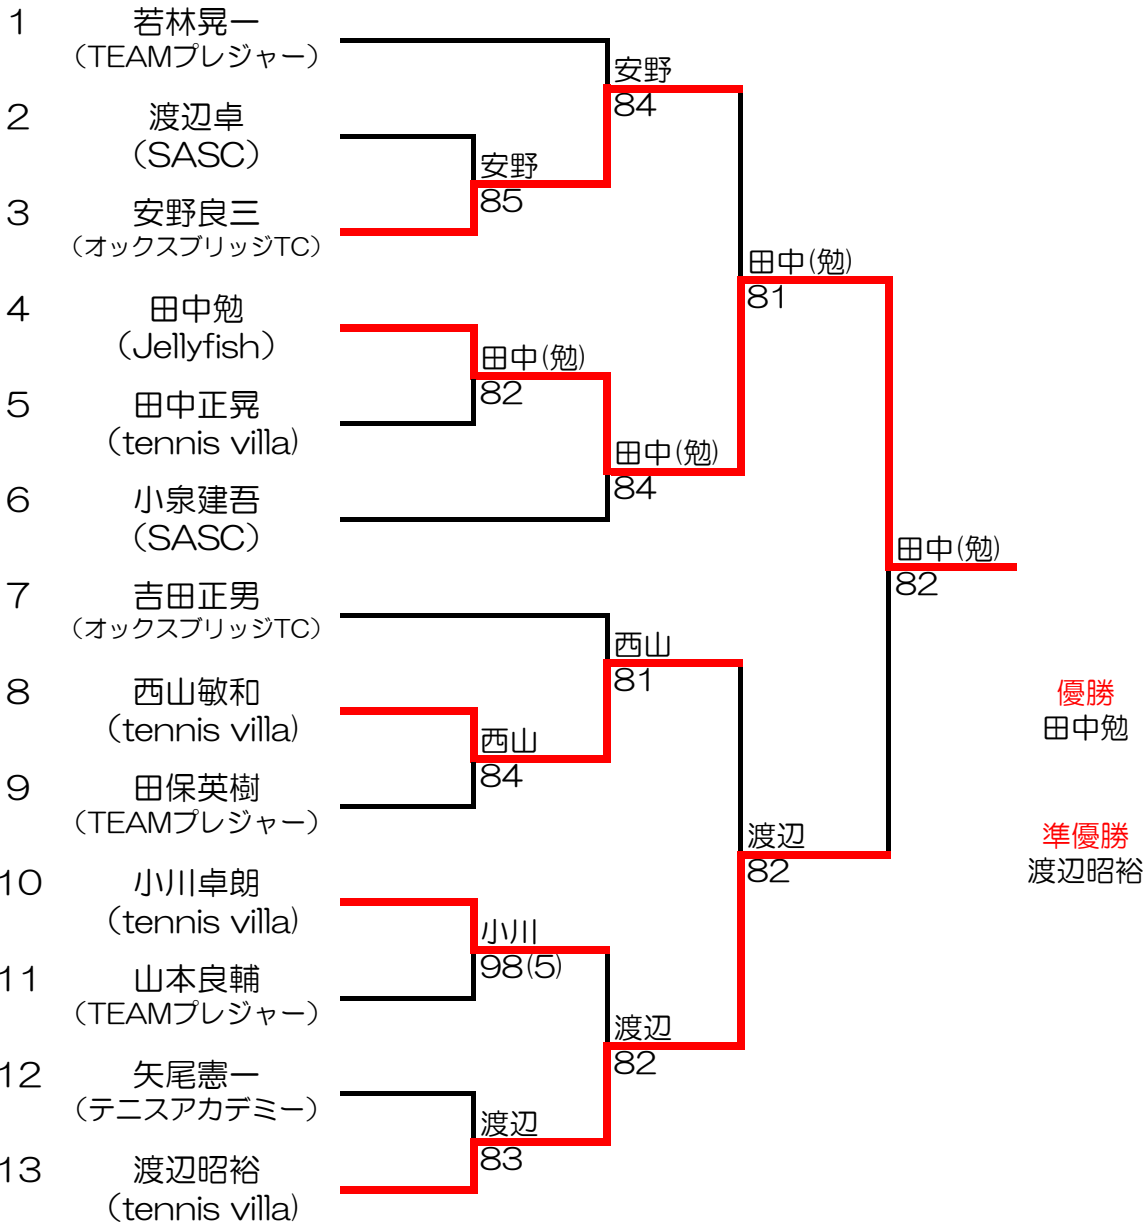 1
若林晃一
（TEAMプレジャー）
2
渡辺卓
（SASC）
3
安野良三
（オックスブリッジTC）
4
田中勉
（Jellyfish）
5
田中正晃
（tennis villa）
6
小泉建吾
（SASC）
7
吉田正男
（オックスブリッジTC）
8
西山敏和
（tennis villa）
9
田保英樹
（TEAMプレジャー）
10
小川卓朗
（tennis villa）
11
山本良輔
（TEAMプレジャー）
12
矢尾憲一
（テニスアカデミー）
13
渡辺昭裕
（tennis villa）
安野
85
田中(勉)
82
西山
84
小川
98(5)
渡辺
83
安野
84
田中(勉)
84
西山
81
渡辺
82
田中(勉)
81
渡辺
82
田中(勉)
82
優勝
田中勉
準優勝
渡辺昭裕